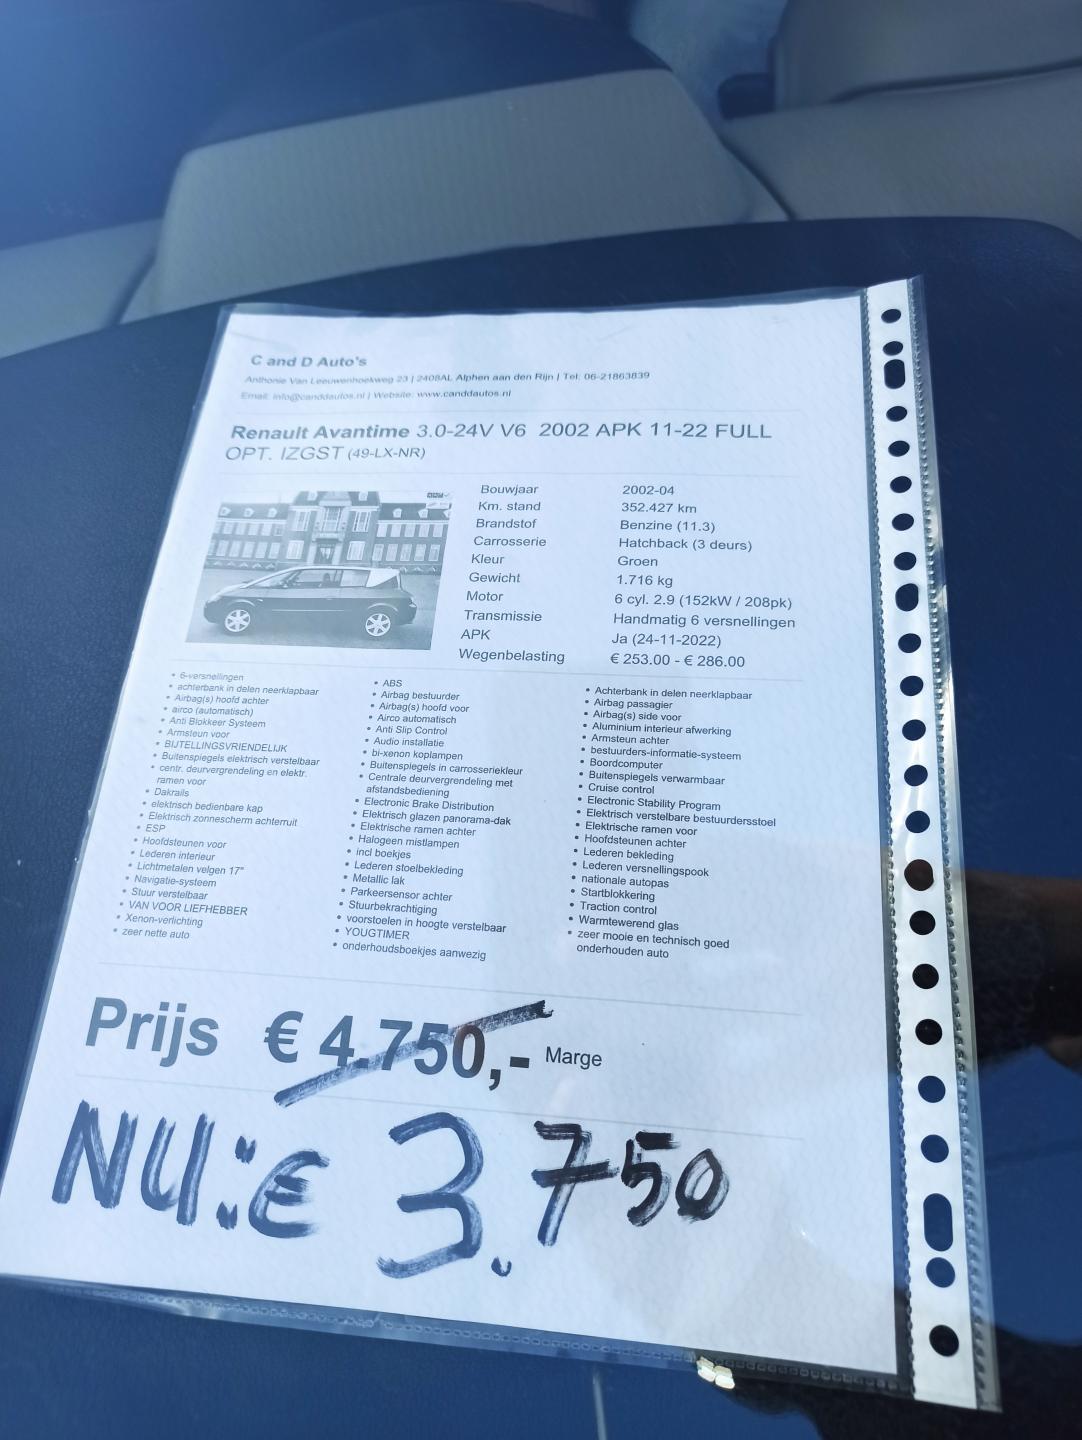 C and D Auto's
Anthonie Van Leeuwenhoekweg 23 | 2408AL Alphen aan den Rijn | Tel: 06-21863839
Email: info@canddautos.nl | Website: www.canddautos.nl
Renault Avantime 3.0-24V V6 2002 APK 11-22 FULL
OPT. IZGST (49-LX-NR)
Bouwjaar 2002-04
Km. stand 352.427 km
Brandstof Benzine (11.3)
Carrosserie Hatchback (3 deurs)
Kleur Groen
Gewicht 1.716 kg
Motor 6 cyl. 2.9 (152kW / 208pk)
Transmissie Handmatig 6 versnellingen
APK Ja (24-11-2022)
Wegenbelasting € 253.00 - € 286.00
• 6-versnellingen
• achterbank in delen neerklapbaar
• Airbag(s) hoofd achter
• airco (automatisch)
• Anti Blokkeer Systeem
• Armsteun voor
• BIJTELLINGSVRIENDELIJK
• Buitenspiegels elektrisch verstelbaar
• centr. deurvergrendeling en elektr.
ramen voor
• Dakrails
• elektrisch bedienbare kap
• Elektrisch zonnescherm achterruit
• ESP
• Hoofdsteunen voor
• Lederen interieur
• Lichtmetalen velgen 17"
• Navigatie-systeem
• Stuur verstelbaar
• VAN VOOR LIEFHEBBER
• Xenon-verlichting
• zeer nette auto
• ABS
• Airbag bestuurder
• Airbag(s) hoofd voor
• Airco automatisch
• Anti Slip Control
• Audio installatie
• bi-xenon koplampen
• Buitenspiegels in carrosseriekleur
• Centrale deurvergrendeling met
afstandsbediening
• Electronic Brake Distribution
• Elektrisch glazen panorama-dak
• Elektrische ramen achter
• Halogeen mistlampen
• incl boekjes
• Lederen stoelbekleding
• Metallic lak
• Parkeersensor achter
• Stuurbekrachtiging
• voorstoelen in hoogte verstelbaar
• YOUGTIMER
• onderhoudsboekjes aanwezig
• Achterbank in delen neerklapbaar
• Airbag passagier
• Airbag(s) side voor
• Aluminium interieur afwerking
• Armsteun achter
• bestuurders-informatie-systeem
• Boordcomputer
• Buitenspiegels verwarmbaar
• Cruise control
• Electronic Stability Program
• Elektrisch verstelbare bestuurdersstoel
• Elektrische ramen voor
• Hoofdsteunen achter
• Lederen bekleding
• Lederen versnellingspook
• nationale autopas
• Startblokkering
• Traction control
• Warmtewerend glas
• zeer mooie en technisch goed
onderhouden auto
Prijs € 4.750,- Marge
NU:€ 3.750